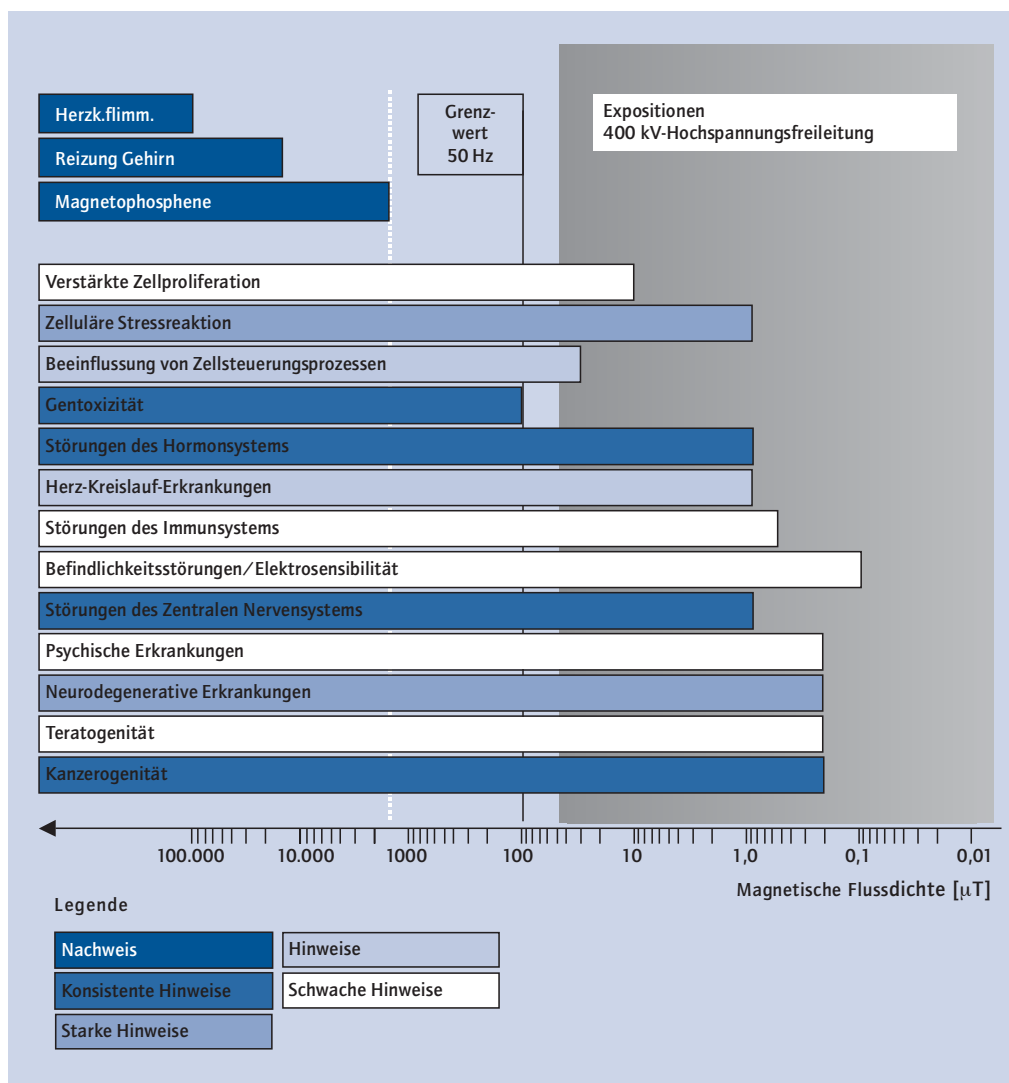 Herzk.flimm.
Reizung Gehirn
Magnetophosphene
Grenz-
wert
50 Hz
Expositionen
400 kV-Hochspannungsfreileitung
Verstärkte Zellproliferation
Zelluläre Stressreaktion
Beeinflussung von Zellsteuerungsprozessen
Gentoxizität
Störungen des Hormonsystems
Herz-Kreislauf-Erkrankungen
Störungen des Immunsystems
Befindlichkeitsstörungen/Elektrosensibilität
Störungen des Zentralen Nervensystems
Psychische Erkrankungen
Neurodegenerative Erkrankungen
Teratogenität
Kanzerogenität
100.000 10.000 1000 100 10 1,0 0,1 0,01
Magnetische Flussdichte [µT]
Legende
Nachweis
Konsistente Hinweise
Starke Hinweise
Hinweise
Schwache Hinweise